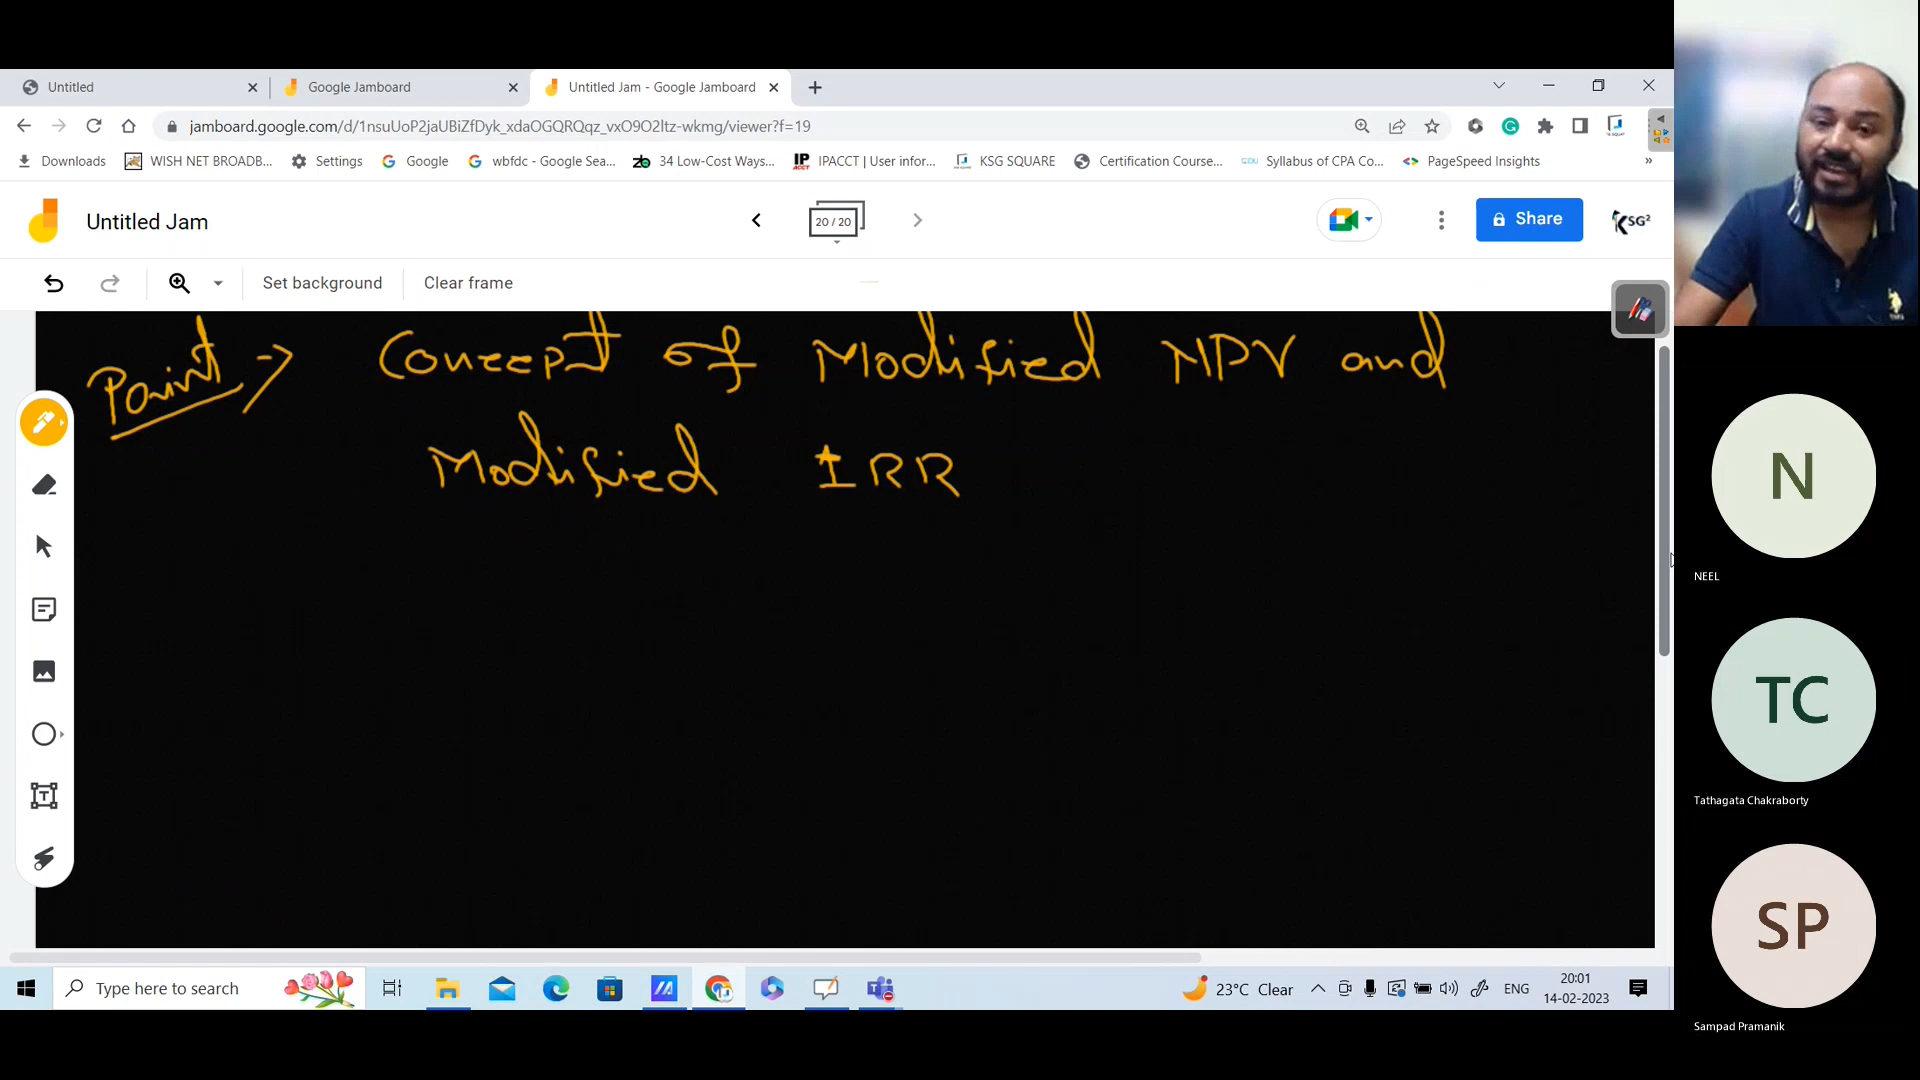 Untitled
Google Jamboard
Untitled Jam - Google Jamboard
jamboard.google.com/d/1nsuUoP2jaUBiZfDyk_xdaOGQRQqz_vxO9O2ltz-wkmg/viewer?f=19
Downloads
WISH NET BROADB...
Settings
Google
wbfdc - Google Sea...
34 Low-Cost Ways...
IPACCT | User infor...
KSG SQUARE
Certification Course...
Syllabus of CPA Co...
PageSpeed Insights
Untitled Jam
20 / 20
Share
KSG²
Set background
Clear frame
Point → Concept of Modified NPV and
Modified IRR
N
NEEL
TC
Tathagata Chakraborty
SP
Sampad Pramanik
Type here to search
23°C Clear
ENG
20:01
14-02-2023